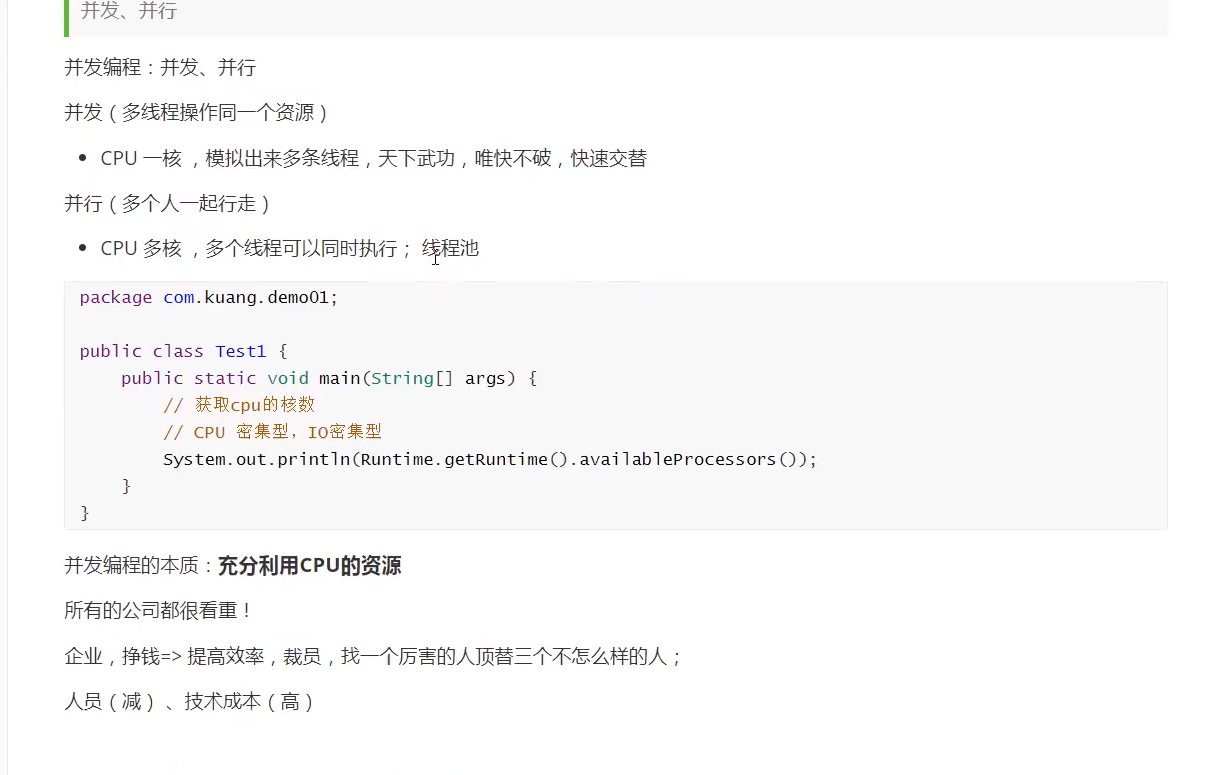 并发、并行
并发编程：并发、并行
并发（多线程操作同一个资源）
CPU 一核 ，模拟出来多条线程，天下武功，唯快不破，快速交替
并行（多个人一起行走）
CPU 多核 ，多个线程可以同时执行； 线程池
package com.kuang.demo01;
public class Test1 {
    public static void main(String[] args) {
        // 获取cpu的核数
        // CPU 密集型，IO密集型
        System.out.println(Runtime.getRuntime().availableProcessors());
    }
}
并发编程的本质：充分利用CPU的资源
所有的公司都很看重！
企业，挣钱=> 提高效率，裁员，找一个厉害的人顶替三个不怎么样的人；
人员（减）、技术成本（高）